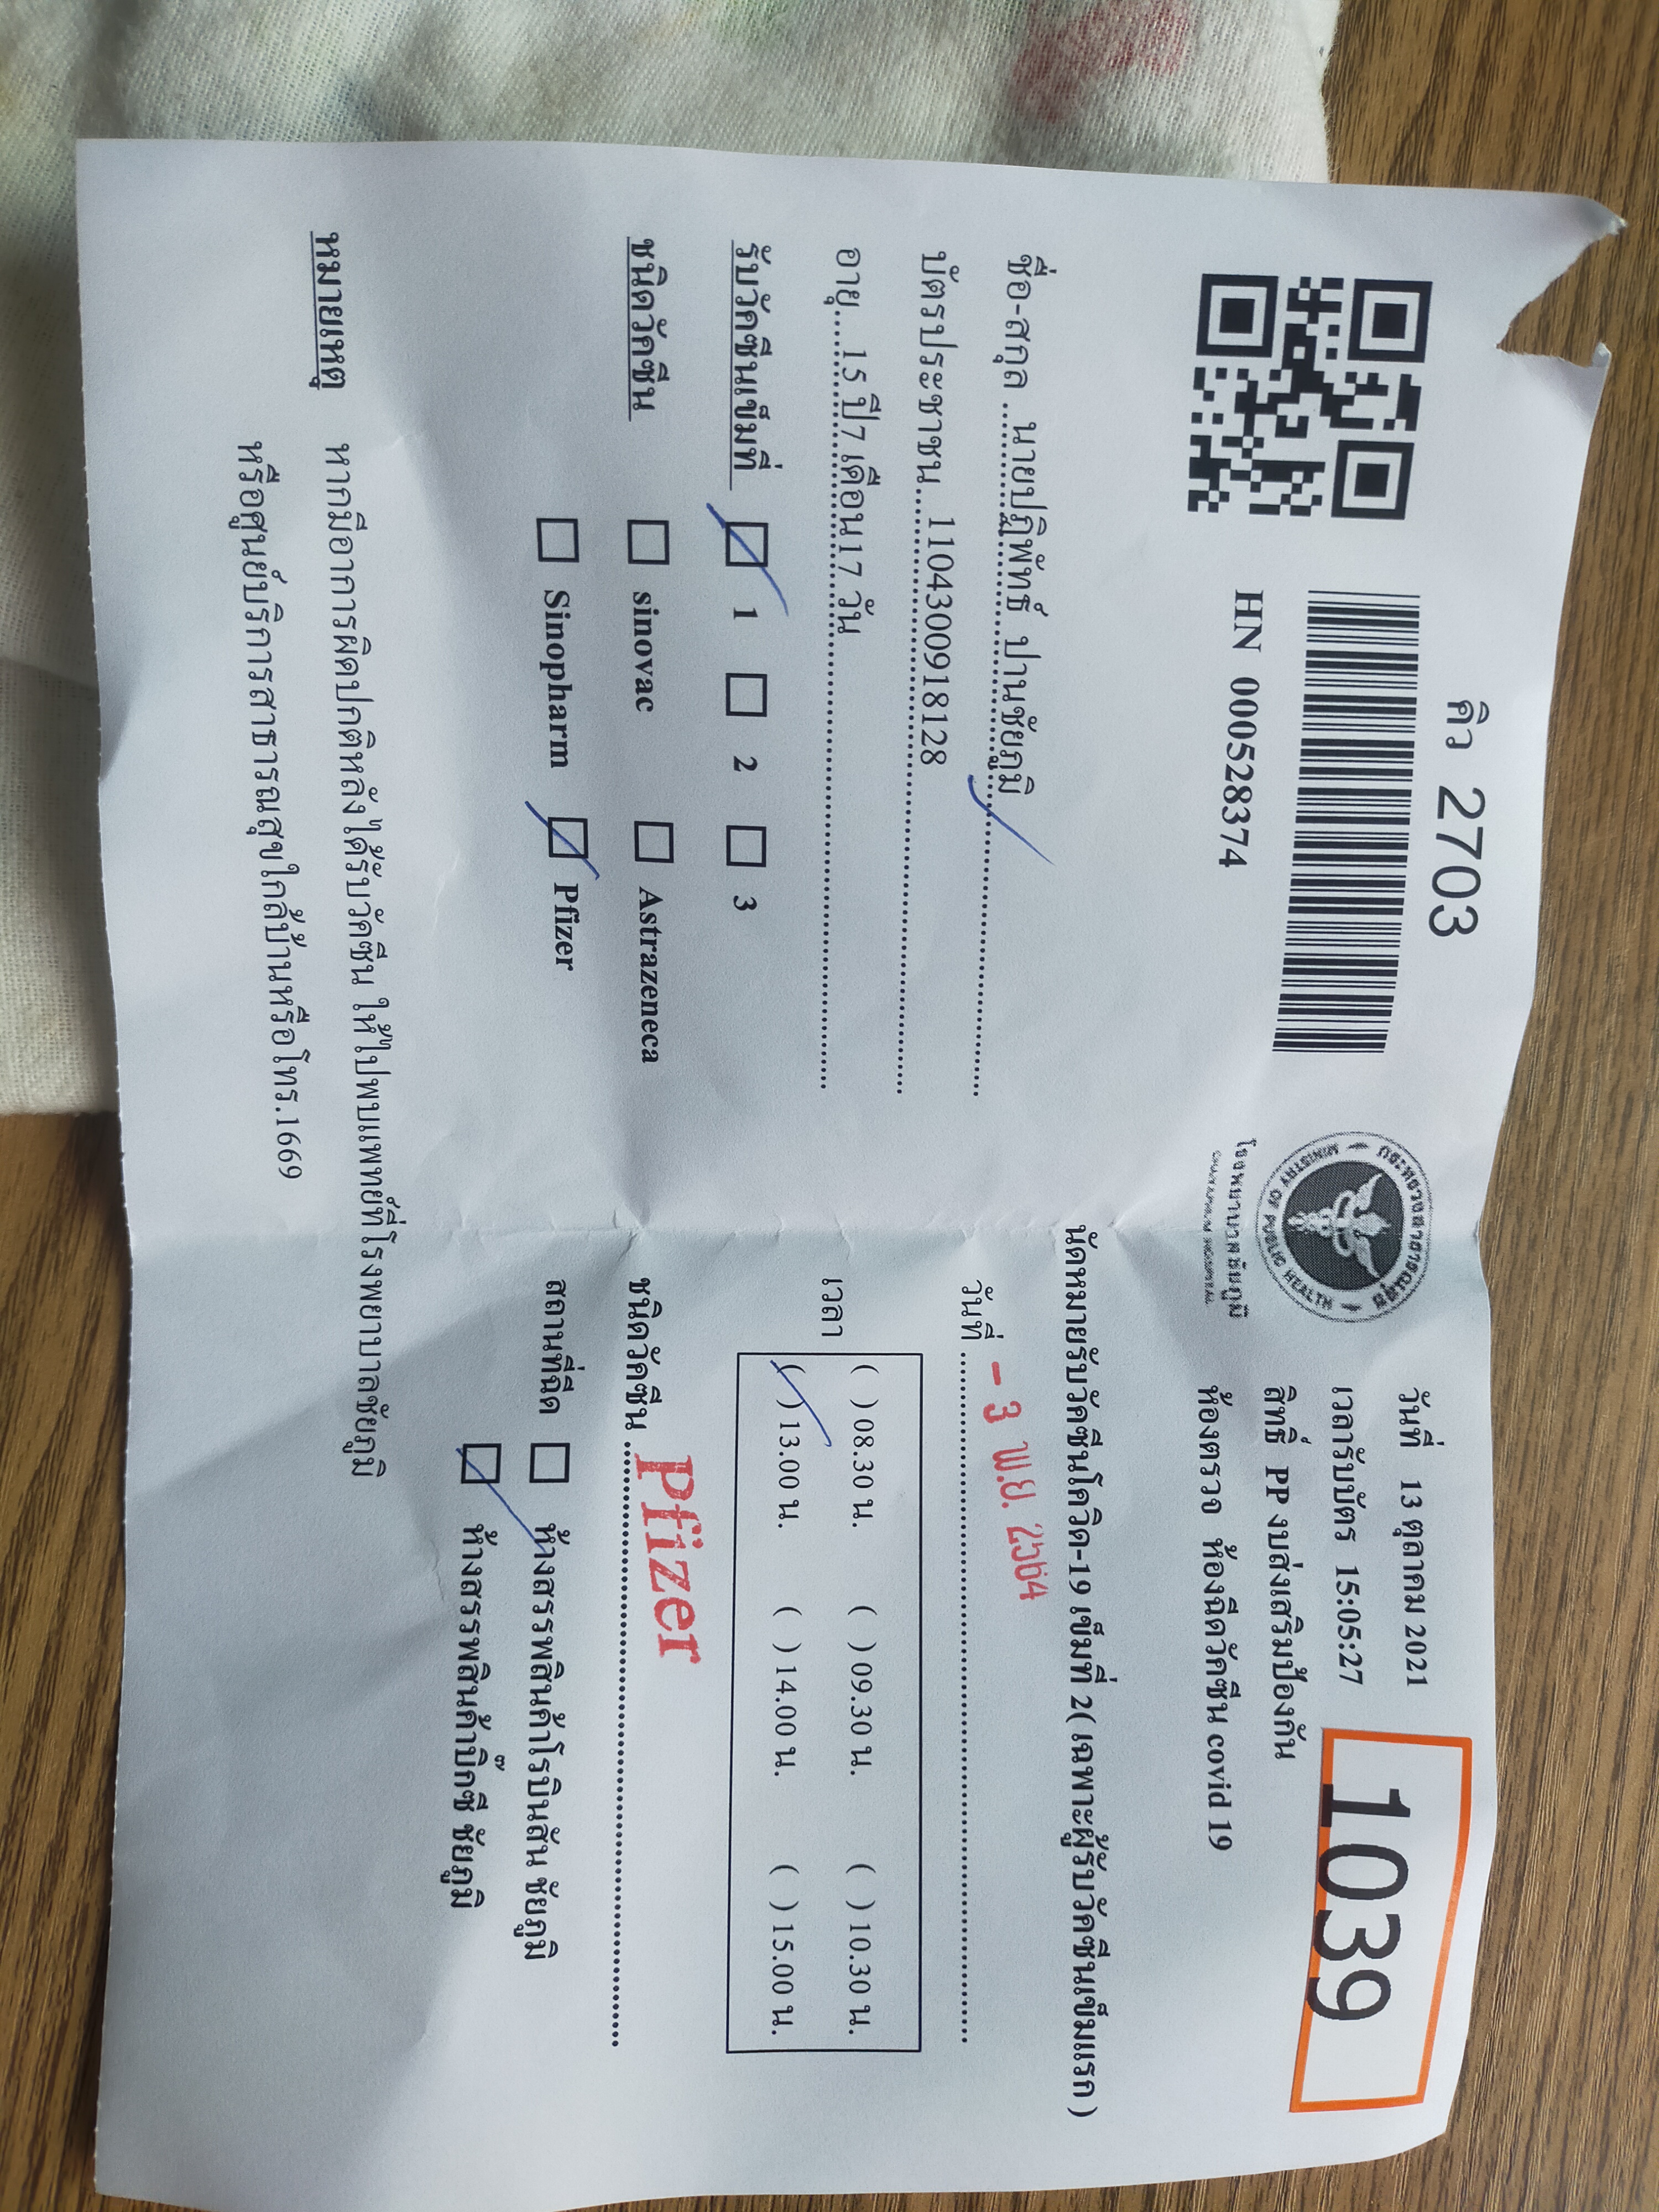 คิว 2703
HN 000528374
กระทรวงสาธารณสุข
MINISTRY OF PUBLIC HEALTH
โรงพยาบาลชัยภูมิ
CHAIYAPHUM HOSPITAL
วันที่ 13 ตุลาคม 2021
เวลารับบัตร 15:05:27
สิทธิ์ PP งบส่งเสริมป้องกัน
ห้องตรวจ ห้องฉีดวัคซีน covid 19
1039
ชื่อ-สกุล ...นายปฏิพัทธ์ ปานชัยภูมิ
บัตรประชาชน....1104300918128
อายุ.....15 ปี7 เดือน17 วัน
รับวัคซีนเข็มที่ 1 2 3
ชนิดวัคซีน sinovac Astrazeneca
Sinopharm Pfizer
นัดหมายรับวัคซีนโควิด-19 เข็มที่ 2( เฉพาะผู้รับวัคซีนเข็มแรก )
วันที่ - 3 พ.ย. 2564
เวลา
( ) 08.30 น. ( ) 09.30 น. ( ) 10.30 น.
( ) 13.00 น. ( ) 14.00 น. ( ) 15.00 น.
ชนิดวัคซีน Pfizer
สถานที่ฉีด ห้างสรรพสินค้าโรบินสัน ชัยภูมิ
ห้างสรรพสินค้าบิ๊กซี ชัยภูมิ
หมายเหตุ หากมีอาการผิดปกติหลังได้รับวัคซีน ให้ไปพบแพทย์ที่โรงพยาบาลชัยภูมิ
หรือศูนย์บริการสาธารณสุขใกล้บ้านหรือโทร.1669